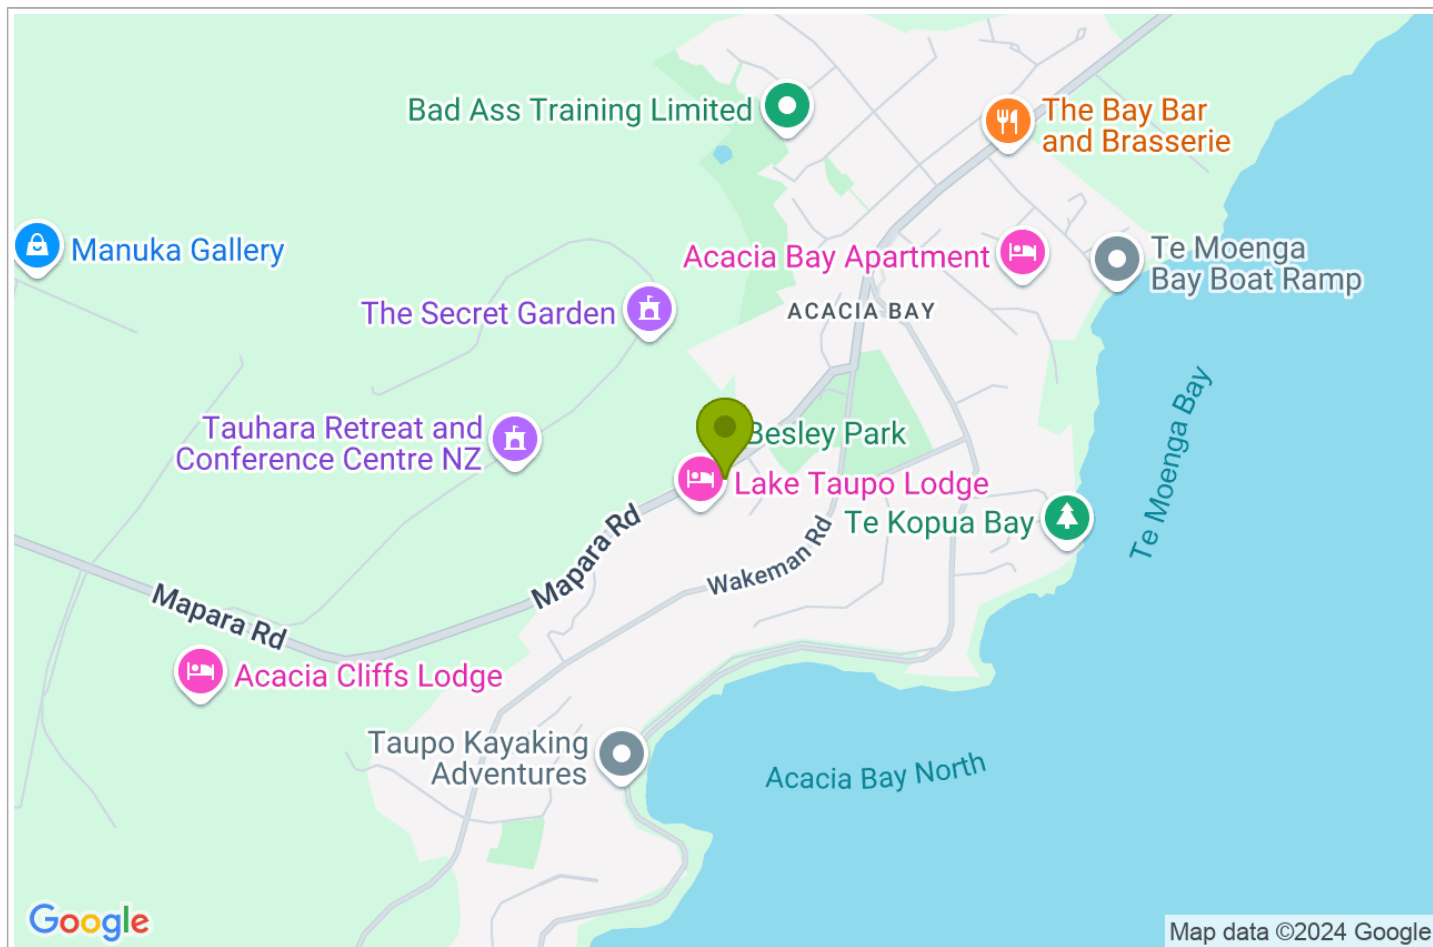 Bad Ass Training Limited
The Bay Bar
and Brasserie
Manuka Gallery
Acacia Bay Apartment
Te Moenga
Bay Boat Ramp
The Secret Garden
ACACIA BAY
Te Moenga Bay
Tauhara Retreat and
Conference Centre NZ
Besley Park
Lake Taupo Lodge
Te Kopua Bay
Mapara Rd
Wakeman Rd
Mapara Rd
Acacia Cliffs Lodge
Taupo Kayaking
Adventures
Acacia Bay North
Google
Map data ©2024 Google